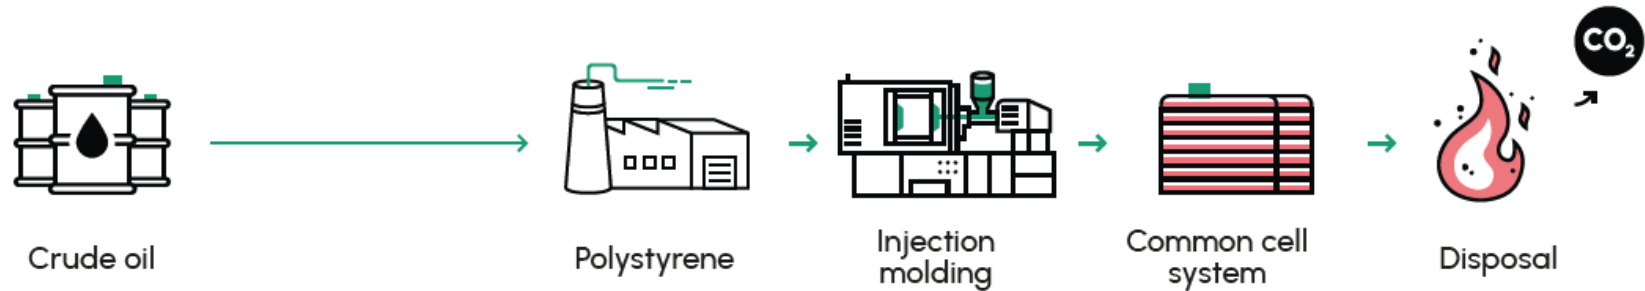 CO₂
Crude oil
Polystyrene
Injection
molding
Common cell
system
Disposal